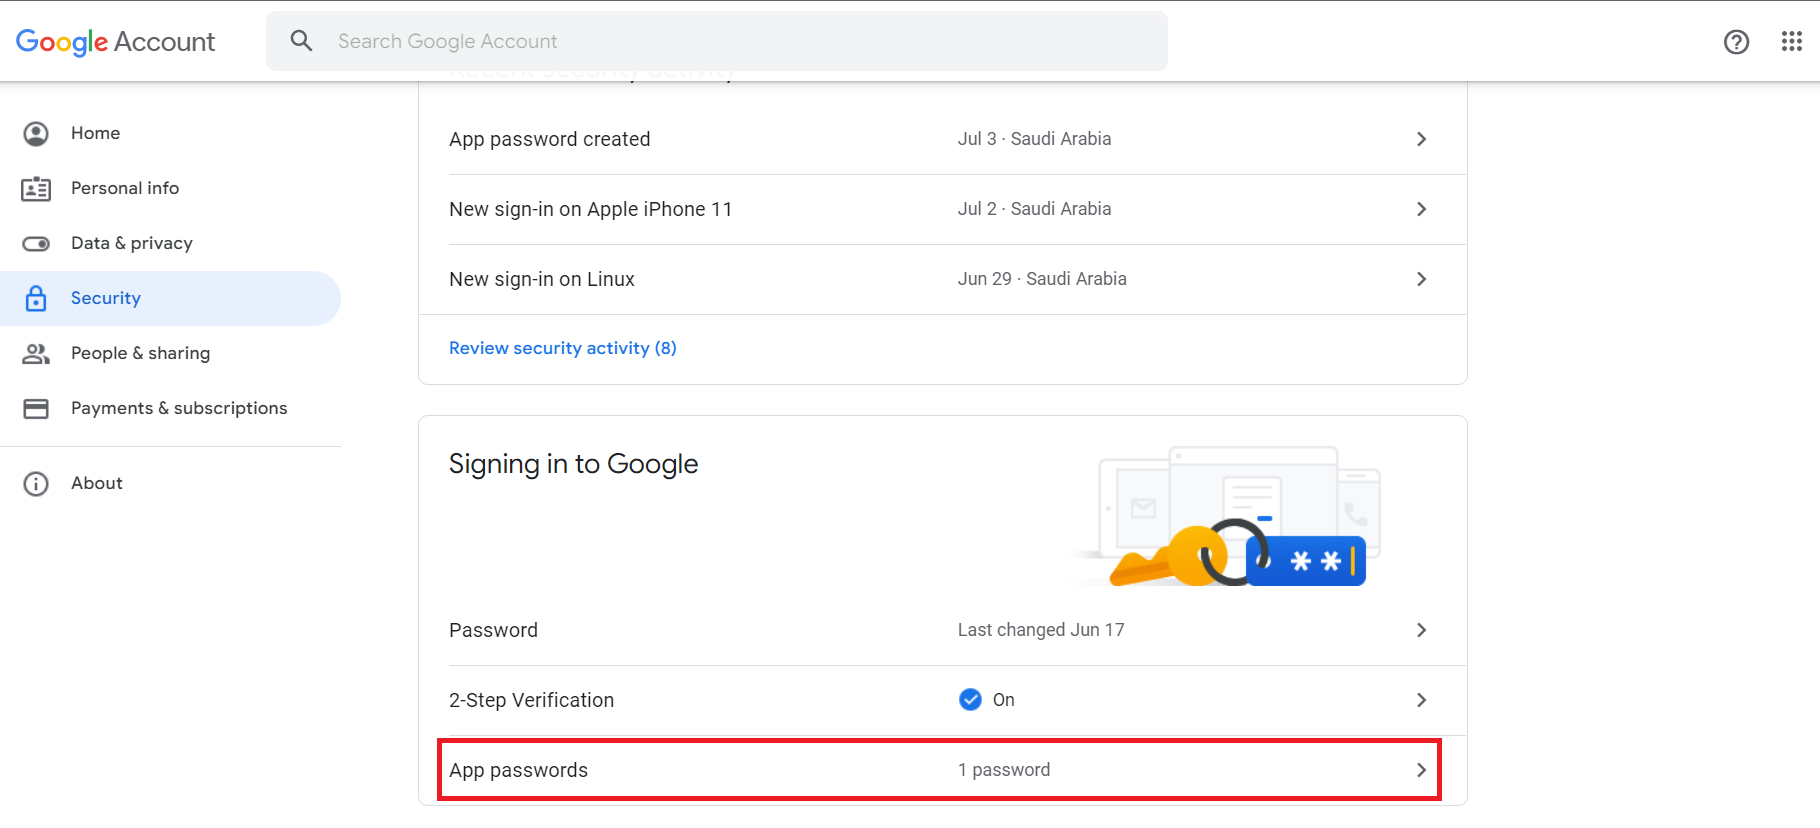 Google Account
Search Google Account
Recent security activity
Home
Personal info
Data & privacy
Security
People & sharing
Payments & subscriptions
About
App password created
Jul 3 · Saudi Arabia
New sign-in on Apple iPhone 11
Jul 2 · Saudi Arabia
New sign-in on Linux
Jun 29 · Saudi Arabia
Review security activity (8)
Signing in to Google
**
Password
Last changed Jun 17
2-Step Verification
On
App passwords
1 password